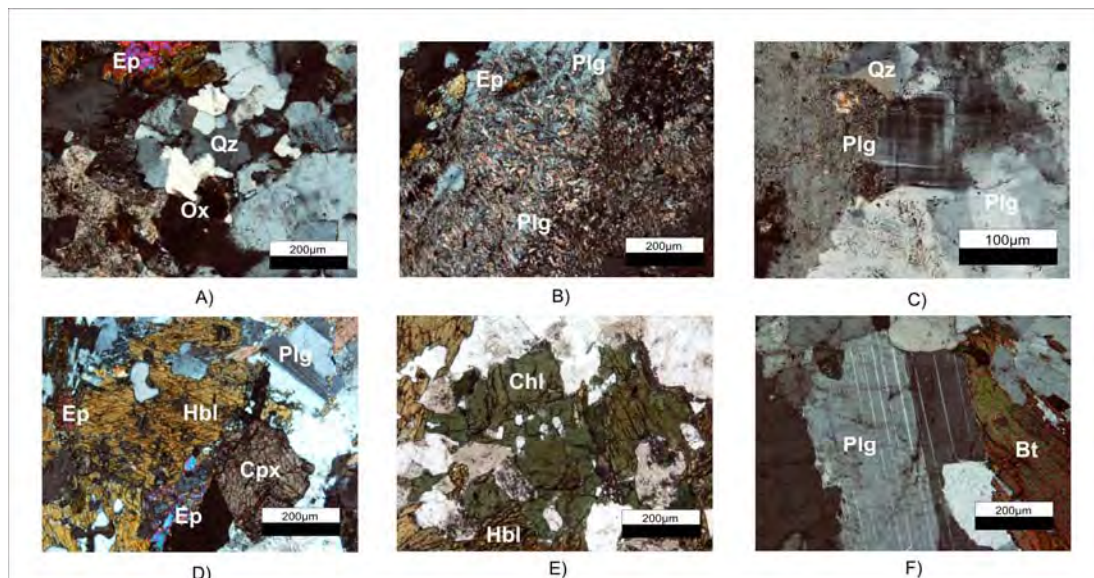 Ep
Qz
Ox
200µm
A)
Plg
Ep
Plg
200µm
B)
Qz
Plg
Plg
100µm
C)
Plg
Hbl
Ep
Cpx
Ep
200µm
D)
Chl
Hbl
200µm
E)
Plg
Bt
200µm
F)